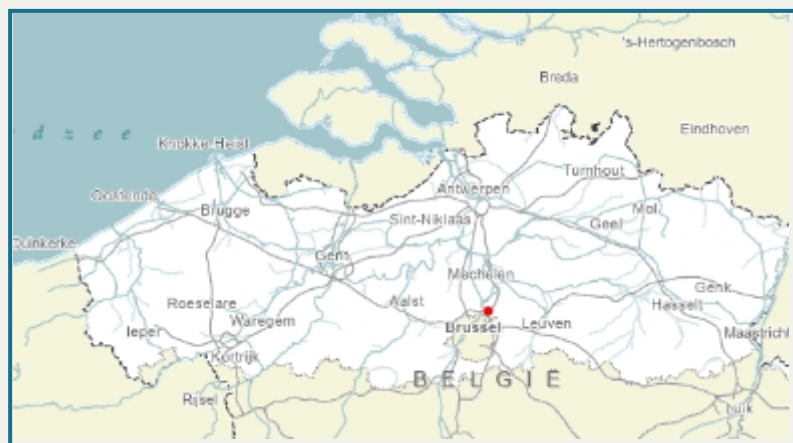 's-Hertogenbosch
Breda
Eindhoven
d z e e
Knokke-Heist
Turnhout
Oostende
Antwerpen
Mol
Brugge
Sint-Niklaas
Geel
Duinkerke
Gent
Mechelen
Genk
Roeselare
Aalst
Hasselt
Ieper
Waregem
Brussel
Leuven
Maastricht
Kortrijk
BELGIË
Rijsel
Luik